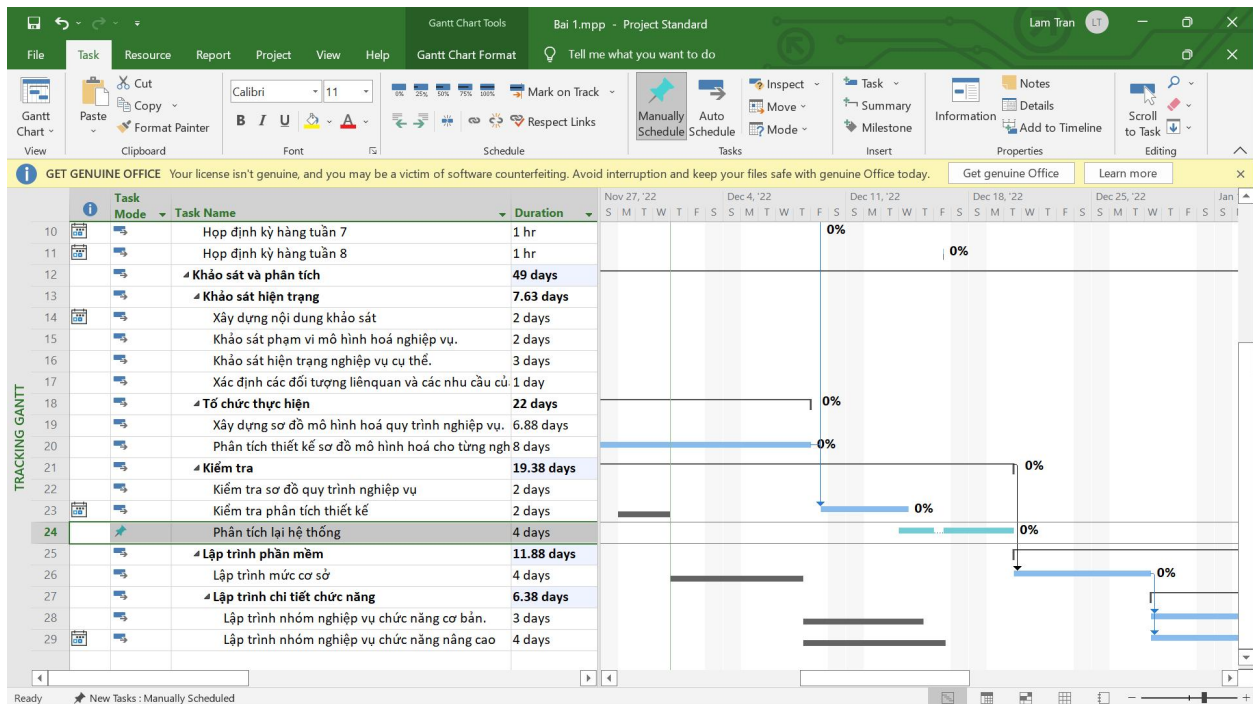 Gantt Chart Tools
Bai 1.mpp - Project Standard
Lam Tran LT
File Task Resource Report Project View Help Gantt Chart Format Tell me what you want to do
Gantt Chart
View
Paste
Cut
Copy
Format Painter
Clipboard
Calibri 11
B I U A
Font
0% 25% 50% 75% 100%
Mark on Track
Respect Links
Schedule
Manually Schedule
Auto Schedule
Inspect
Move
Mode
Tasks
Task
Summary
Milestone
Insert
Information
Notes
Details
Add to Timeline
Properties
Scroll to Task
Editing
GET GENUINE OFFICE Your license isn't genuine, and you may be a victim of software counterfeiting. Avoid interruption and keep your files safe with genuine Office today. Get genuine Office Learn more
TRACKING GANTT
Task Mode Task Name Duration
Nov 27, '22 Dec 4, '22 Dec 11, '22 Dec 18, '22 Dec 25, '22 Jan
S M T W T F S S M T W T F S S M T W T F S S M T W T F S S M T W T F S S
10 Họp định kỳ hàng tuần 7 1 hr 0%
11 Họp định kỳ hàng tuần 8 1 hr 0%
12 Khảo sát và phân tích 49 days
13 Khảo sát hiện trạng 7.63 days
14 Xây dựng nội dung khảo sát 2 days
15 Khảo sát phạm vi mô hình hoá nghiệp vụ. 2 days
16 Khảo sát hiện trạng nghiệp vụ cụ thể. 3 days
17 Xác định các đối tượng liênquan và các nhu cầu củ 1 day
18 Tổ chức thực hiện 22 days 0%
19 Xây dựng sơ đồ mô hình hoá quy trình nghiệp vụ. 6.88 days
20 Phân tích thiết kế sơ đồ mô hình hoá cho từng ngh 8 days 0%
21 Kiểm tra 19.38 days 0%
22 Kiểm tra sơ đồ quy trình nghiệp vụ 2 days
23 Kiểm tra phân tích thiết kế 2 days 0%
24 Phân tích lại hệ thống 4 days 0%
25 Lập trình phần mềm 11.88 days
26 Lập trình mức cơ sở 4 days 0%
27 Lập trình chi tiết chức năng 6.38 days
28 Lập trình nhóm nghiệp vụ chức năng cơ bản. 3 days
29 Lập trình nhóm nghiệp vụ chức năng nâng cao 4 days
Ready New Tasks : Manually Scheduled